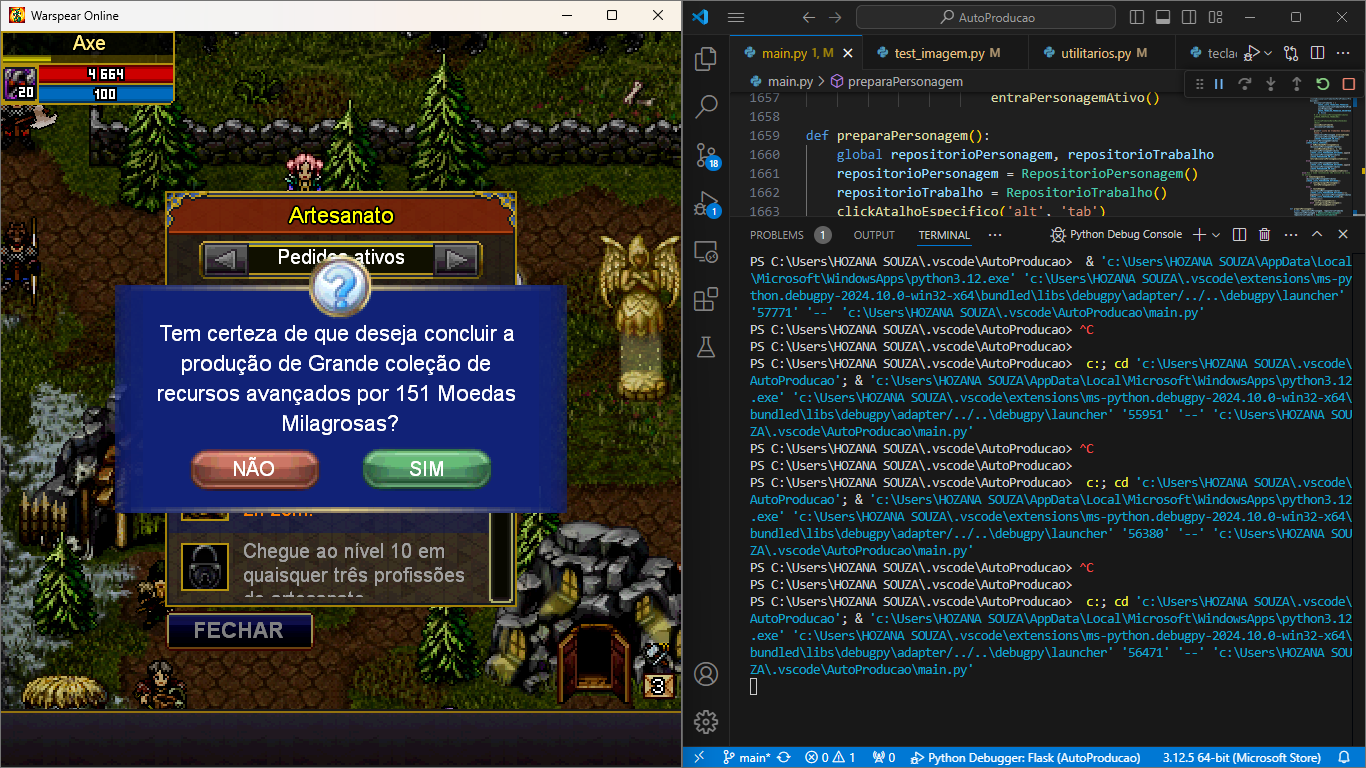 Warspear Online
Axe
4 664
20
100
Artesanato
Pedidos ativos
Tem certeza de que deseja concluir a
produção de Grande coleção de
recursos avançados por 151 Moedas
Milagrosas?
NÃO
SIM
Chegue ao nível 10 em
quaisquer três profissões
de artesanato
FECHAR
3
AutoProducao
main.py 1, M
test_imagem.py M
utilitarios.py M
main.py > preparaPersonagem
1657 entraPersonagemAtivo()
1658
1659 def preparaPersonagem():
1660 global repositorioPersonagem, repositorioTrabalho
1661 repositorioPersonagem = RepositorioPersonagem()
1662 repositorioTrabalho = RepositorioTrabalho()
1663 clickAtalhoEspecifico('alt', 'tab')
18
1
PROBLEMS 1 OUTPUT TERMINAL ... Python Debug Console
PS C:\Users\HOZANA SOUZA\.vscode\AutoProducao> & 'c:\Users\HOZANA SOUZA\AppData\Local
\Microsoft\WindowsApps\python3.12.exe' 'c:\Users\HOZANA SOUZA\.vscode\extensions\ms-py
thon.debugpy-2024.10.0-win32-x64\bundled\libs\debugpy\adapter/../..\debugpy\launcher'
'57771' '--' 'c:\Users\HOZANA SOUZA\.vscode\AutoProducao\main.py'
PS C:\Users\HOZANA SOUZA\.vscode\AutoProducao> ^C
PS C:\Users\HOZANA SOUZA\.vscode\AutoProducao>
PS C:\Users\HOZANA SOUZA\.vscode\AutoProducao> c:; cd 'c:\Users\HOZANA SOUZA\.vscode\
AutoProducao'; & 'c:\Users\HOZANA SOUZA\AppData\Local\Microsoft\WindowsApps\python3.12
.exe' 'c:\Users\HOZANA SOUZA\.vscode\extensions\ms-python.debugpy-2024.10.0-win32-x64\
bundled\libs\debugpy\adapter/../..\debugpy\launcher' '55951' '--' 'c:\Users\HOZANA SOU
ZA\.vscode\AutoProducao\main.py'
PS C:\Users\HOZANA SOUZA\.vscode\AutoProducao> ^C
PS C:\Users\HOZANA SOUZA\.vscode\AutoProducao>
PS C:\Users\HOZANA SOUZA\.vscode\AutoProducao> c:; cd 'c:\Users\HOZANA SOUZA\.vscode\
AutoProducao'; & 'c:\Users\HOZANA SOUZA\AppData\Local\Microsoft\WindowsApps\python3.12
.exe' 'c:\Users\HOZANA SOUZA\.vscode\extensions\ms-python.debugpy-2024.10.0-win32-x64\
bundled\libs\debugpy\adapter/../..\debugpy\launcher' '56380' '--' 'c:\Users\HOZANA SOU
ZA\.vscode\AutoProducao\main.py'
PS C:\Users\HOZANA SOUZA\.vscode\AutoProducao> ^C
PS C:\Users\HOZANA SOUZA\.vscode\AutoProducao>
PS C:\Users\HOZANA SOUZA\.vscode\AutoProducao> c:; cd 'c:\Users\HOZANA SOUZA\.vscode\
AutoProducao'; & 'c:\Users\HOZANA SOUZA\AppData\Local\Microsoft\WindowsApps\python3.12
.exe' 'c:\Users\HOZANA SOUZA\.vscode\extensions\ms-python.debugpy-2024.10.0-win32-x64\
bundled\libs\debugpy\adapter/../..\debugpy\launcher' '56471' '--' 'c:\Users\HOZANA SOU
ZA\.vscode\AutoProducao\main.py'
main* 0 1 0 Python Debugger: Flask (AutoProducao) 3.12.5 64-bit (Microsoft Store)